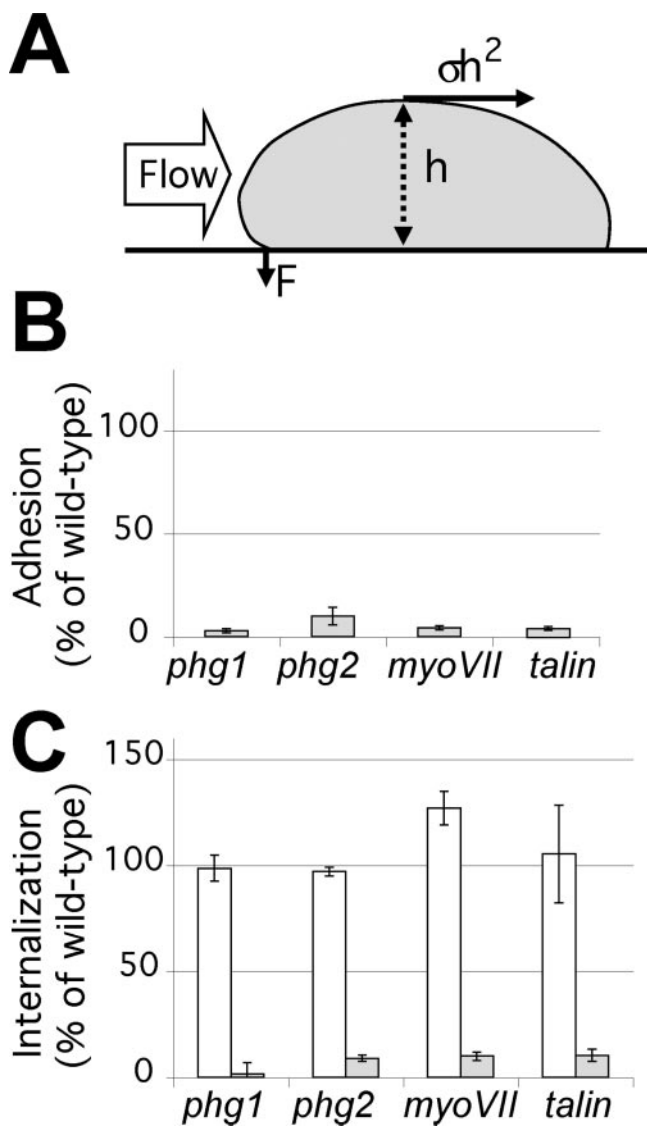 A
σh²
Flow
h
F
B
Adhesion
(% of wild-type)
100
50
0
phg1 phg2 myoVII talin
C
Internalization
(% of wild-type)
150
100
50
0
phg1 phg2 myoVII talin